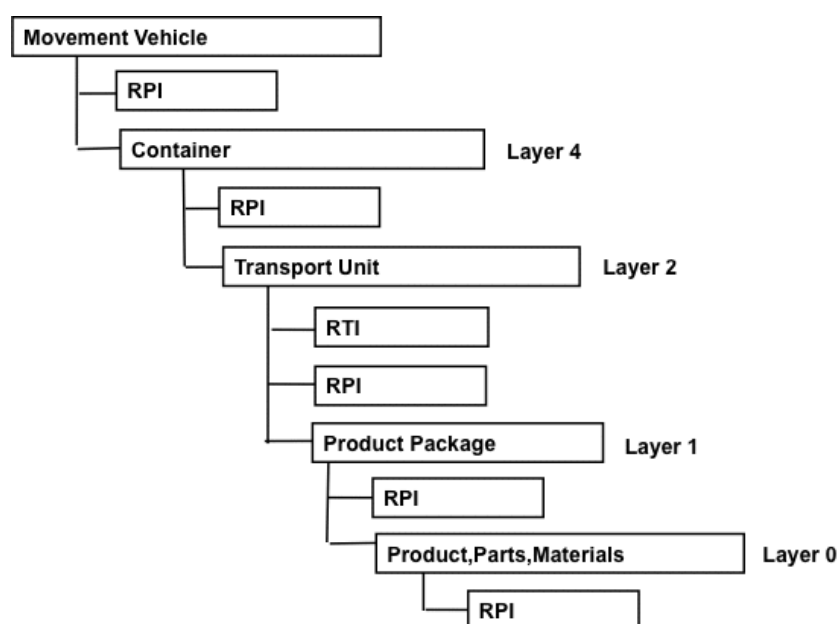 Movement Vehicle
RPI
Container Layer 4
RPI
Transport Unit Layer 2
RTI
RPI
Product Package Layer 1
RPI
Product,Parts,Materials Layer 0
RPI